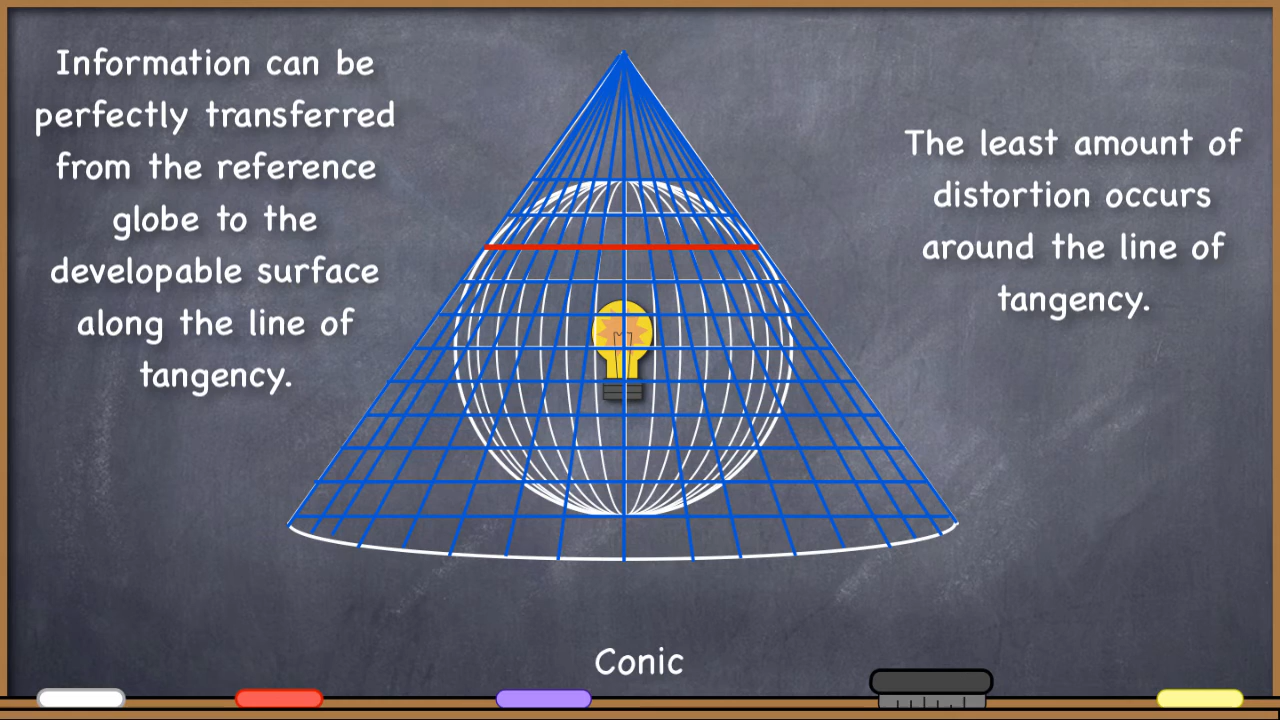 Information can be
perfectly transferred
from the reference
globe to the
developable surface
along the line of
tangency.
The least amount of
distortion occurs
around the line of
tangency.
Conic